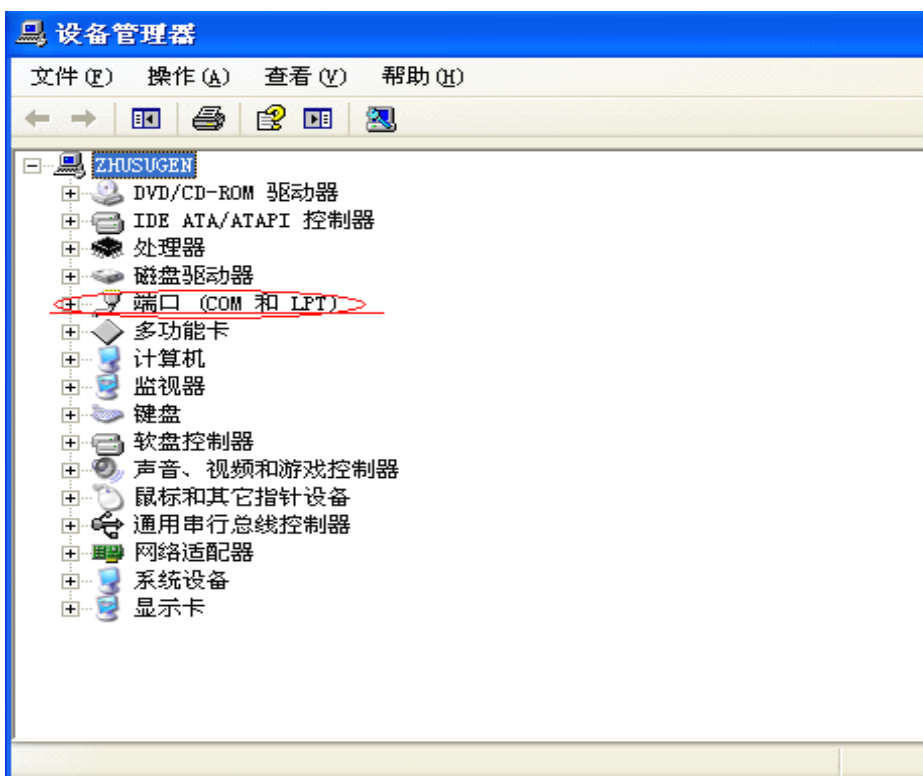 设备管理器
文件(F) 操作(A) 查看(V) 帮助(H)
ZHUSUGEN
DVD/CD-ROM 驱动器
IDE ATA/ATAPI 控制器
处理器
磁盘驱动器
端口 (COM 和 LPT)
多功能卡
计算机
监视器
键盘
软盘控制器
声音、视频和游戏控制器
鼠标和其它指针设备
通用串行总线控制器
网络适配器
系统设备
显示卡